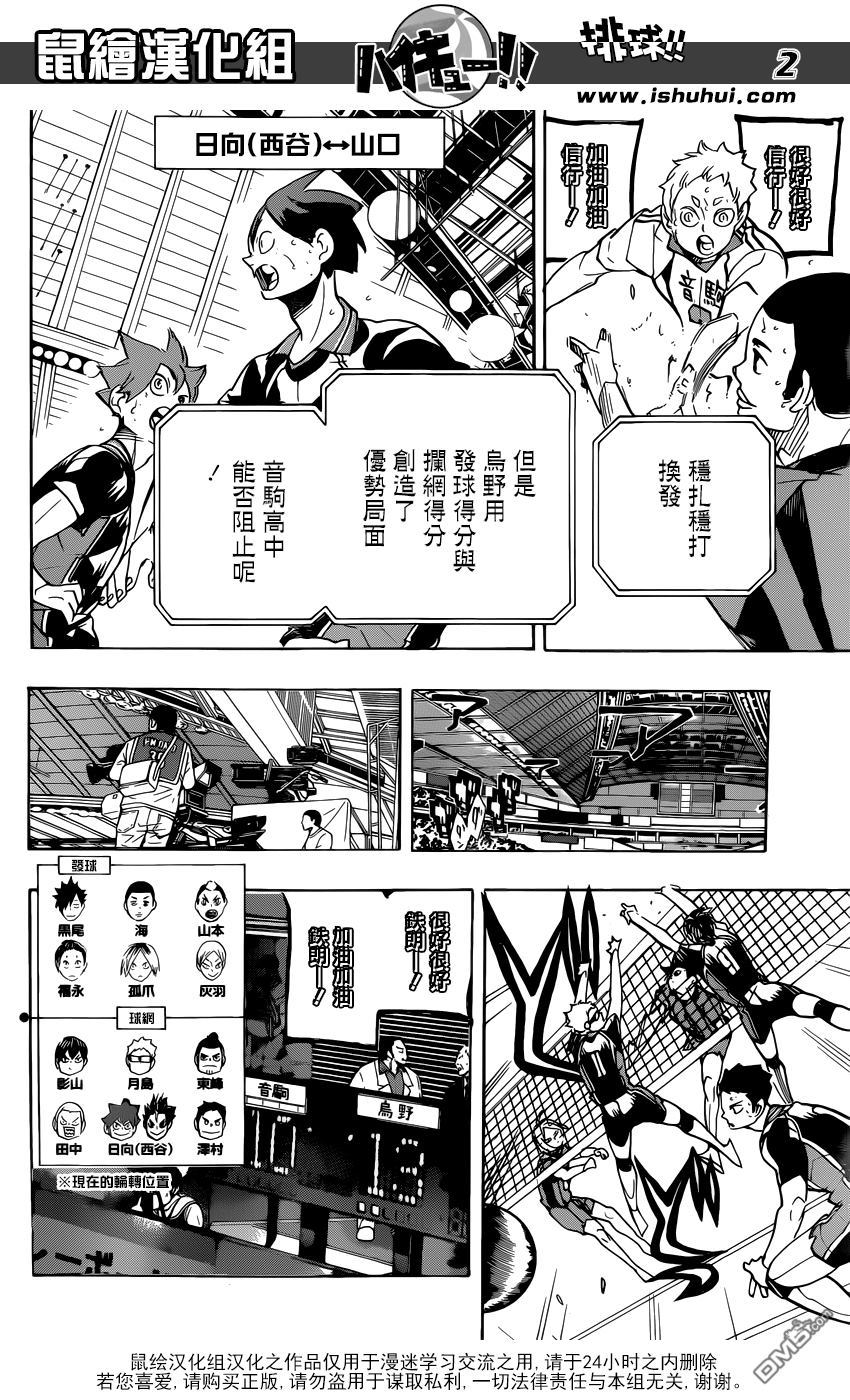 鼠繪漢化組
ハイキュー!!
排球!!
2
www.ishuhui.com
很好很好
信行—!
加油加油
信行—!
音駒
穩扎穩打
換發
日向(西谷)↔山口
但是
烏野用
發球得分與
攔網得分
創造了
優勢局面
音駒高中
能否阻止呢
!
ワアアア
很好很好
鉄朗—!
加油加油
鉄朗—!
音駒
烏野
發球
黑尾
海
山本
福永
孤爪
灰羽
球網
影山
月島
東峰
田中
日向(西谷)
澤村
※現在的輪轉位置
鼠绘汉化组汉化之作品仅用于漫迷学习交流之用, 请于24小时之内删除
若您喜爱, 请购买正版, 请勿盗用于谋取私利, 一切法律责任与本组无关, 谢谢。
DM5.com